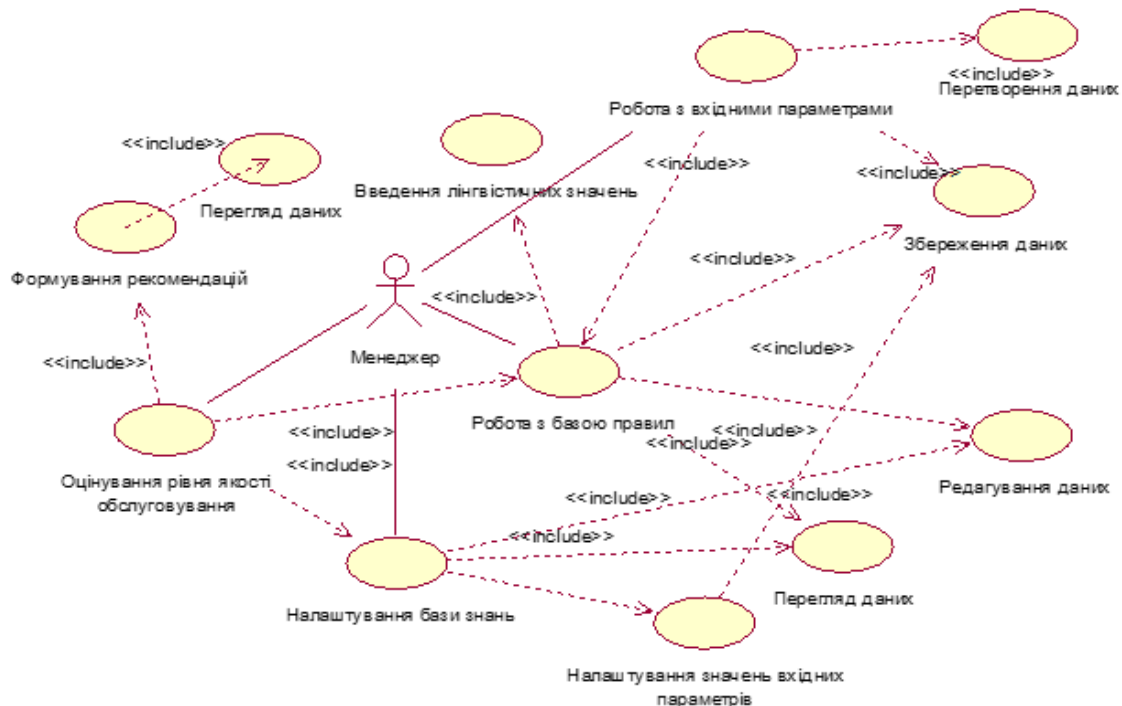 <<include>>
Перетворення даних
Робота з вхідними параметрами
<<include>>
<<include>>
<<include>>
Введення лінгвістичних значень
Перегляд даних
Збереження даних
<<include>>
Формування рекомендацій
<<include>>
Менеджер
<<include>>
<<include>>
Робота з базою правил
<<include>>
<<include>>
<<include>>
<<include>>
Оцінування рівня якості
обслуговування
<<include>>
<<include>>
Редагування даних
<<include>>
Перегляд даних
Налаштування бази знань
Налаштування значень вхідних
параметрів